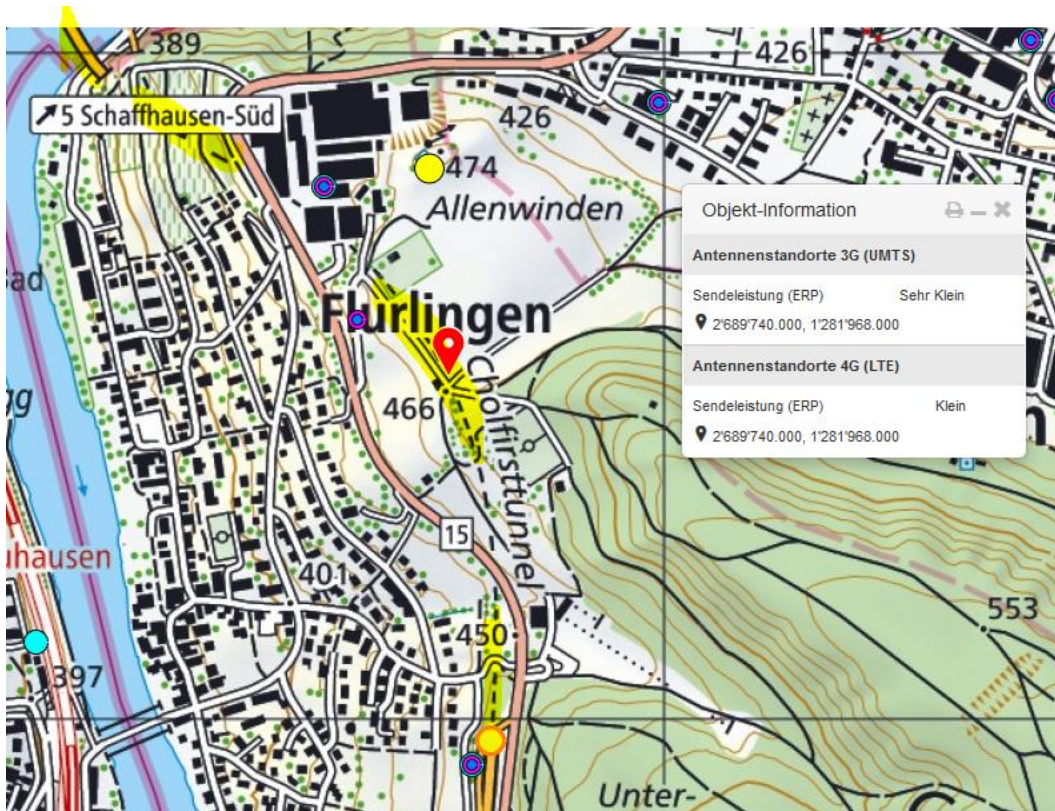 389
426
5 Schaffhausen-Süd
426
474
Allenwinden
Objekt-Information
Antennenstandorte 3G (UMTS)
Sendeleistung (ERP) Sehr Klein
2'689'740.000, 1'281'968.000
Antennenstandorte 4G (LTE)
Sendeleistung (ERP) Klein
2'689'740.000, 1'281'968.000
Flurlingen
466
Cholfirsttunnel
15
uhausen
401
450
553
397
Unter-